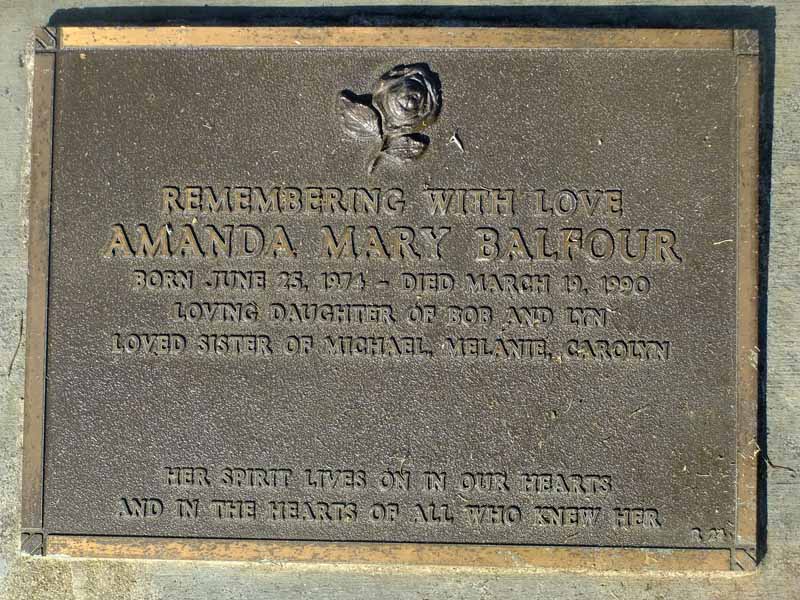 REMEMBERING WITH LOVE
AMANDA MARY BALFOUR
BORN JUNE 25, 1974 - DIED MARCH 19, 1990
LOVING DAUGHTER OF BOB AND LYN
LOVED SISTER OF MICHAEL, MELANIE, CAROLYN
HER SPIRIT LIVES ON IN OUR HEARTS
AND IN THE HEARTS OF ALL WHO KNEW HER